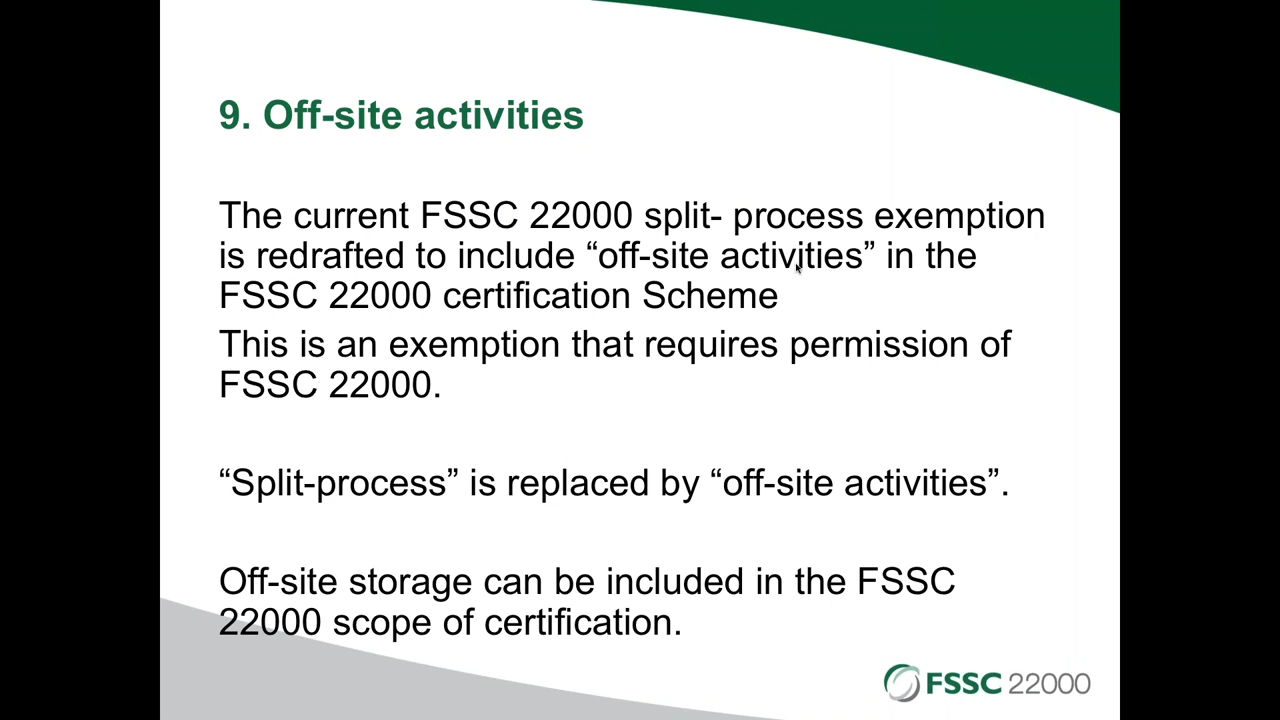 9. Off-site activities
The current FSSC 22000 split- process exemption
is redrafted to include “off-site activities” in the
FSSC 22000 certification Scheme
This is an exemption that requires permission of
FSSC 22000.
“Split-process” is replaced by “off-site activities”.
Off-site storage can be included in the FSSC
22000 scope of certification.
FSSC 22000